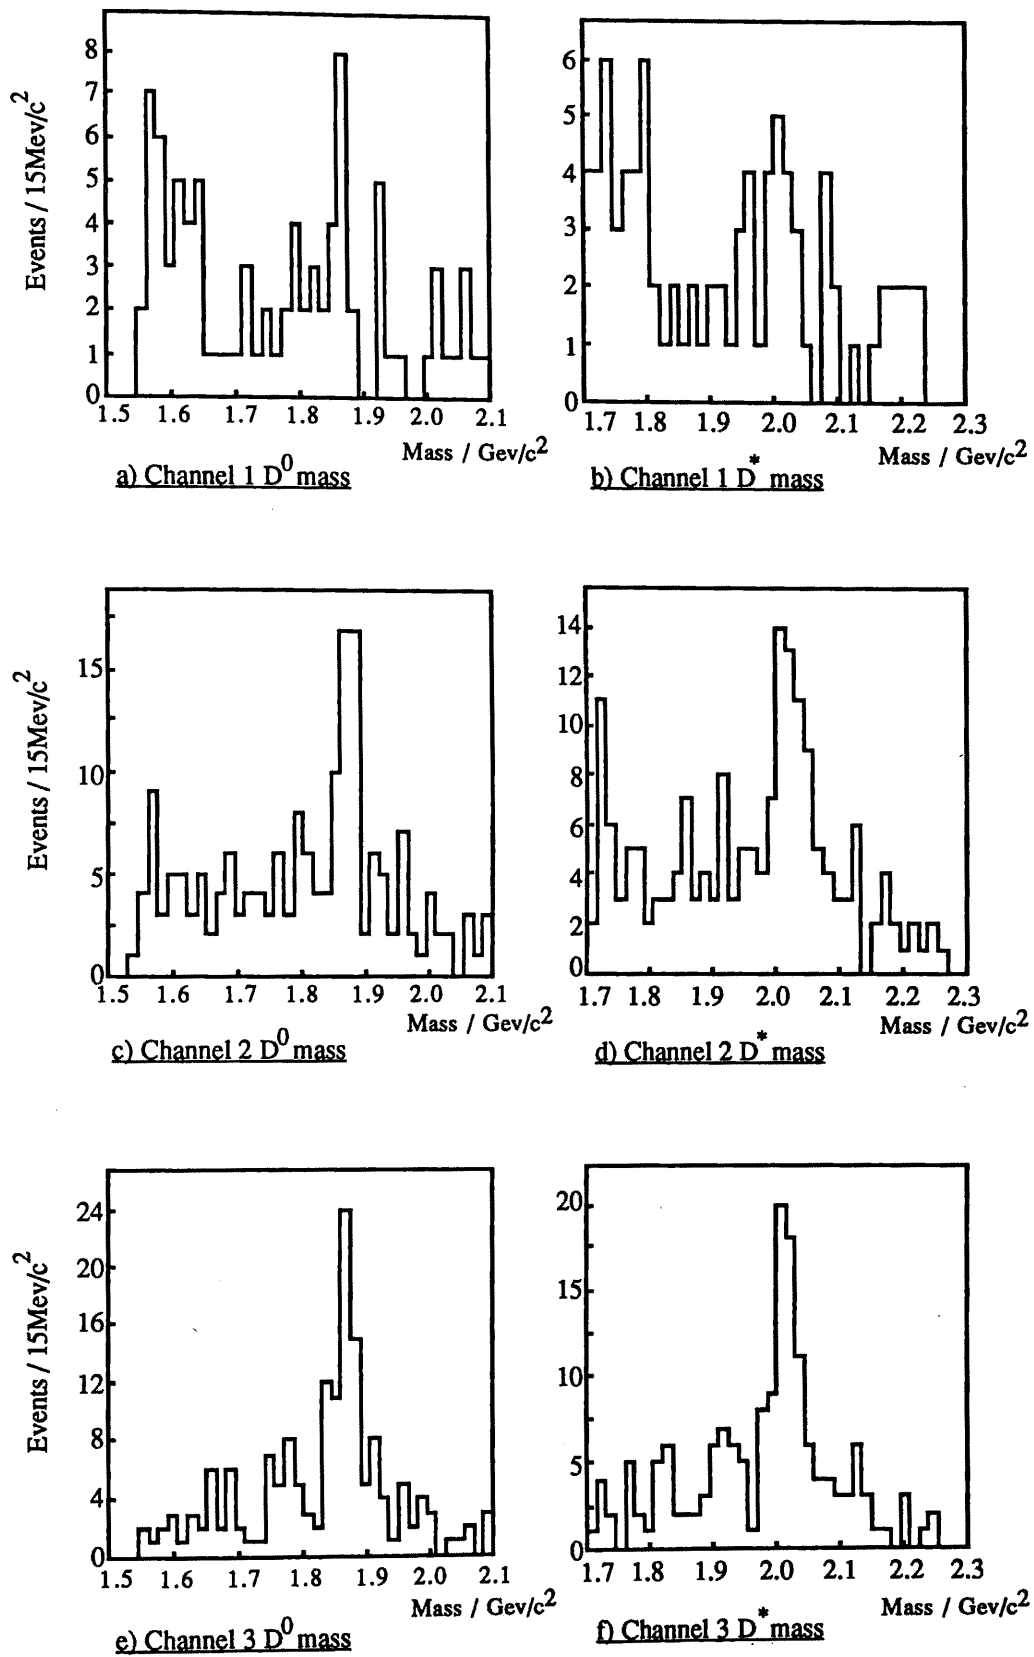 Events / 15Mev/c²
8
7
6
5
4
3
2
1
0
1.5 1.6 1.7 1.8 1.9 2.0 2.1
Mass / Gev/c²
a) Channel 1 D⁰ mass
6
5
4
3
2
1
0
1.7 1.8 1.9 2.0 2.1 2.2 2.3
Mass / Gev/c²
b) Channel 1 D* mass
Events / 15Mev/c²
15
10
5
0
1.5 1.6 1.7 1.8 1.9 2.0 2.1
Mass / Gev/c²
c) Channel 2 D⁰ mass
14
12
10
8
6
4
2
0
1.7 1.8 1.9 2.0 2.1 2.2 2.3
Mass / Gev/c²
d) Channel 2 D* mass
Events / 15Mev/c²
24
20
16
12
8
4
0
1.5 1.6 1.7 1.8 1.9 2.0 2.1
Mass / Gev/c²
e) Channel 3 D⁰ mass
20
15
10
5
0
1.7 1.8 1.9 2.0 2.1 2.2 2.3
Mass / Gev/c²
f) Channel 3 D* mass